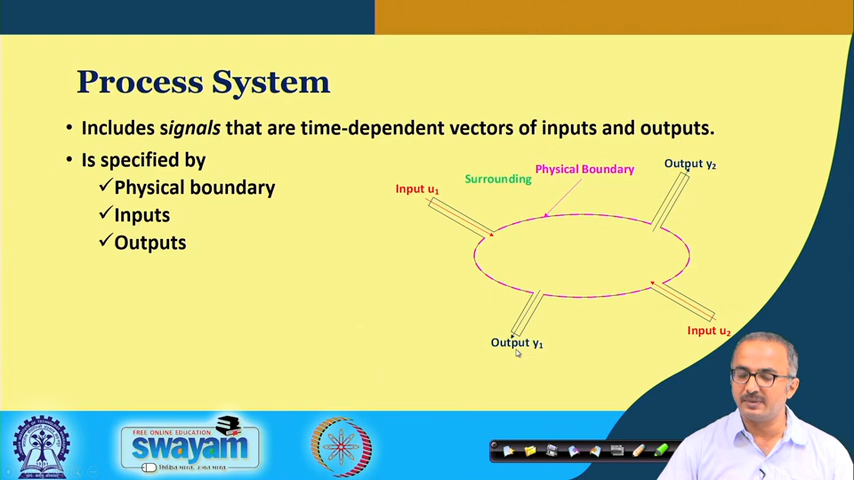 Process System
• Includes signals that are time-dependent vectors of inputs and outputs.
• Is specified by
✓Physical boundary
✓Inputs
✓Outputs
Surrounding
Physical Boundary
Output y₂
Input u₁
Output y₁
Input u₂
FREE ONLINE EDUCATION
swayam